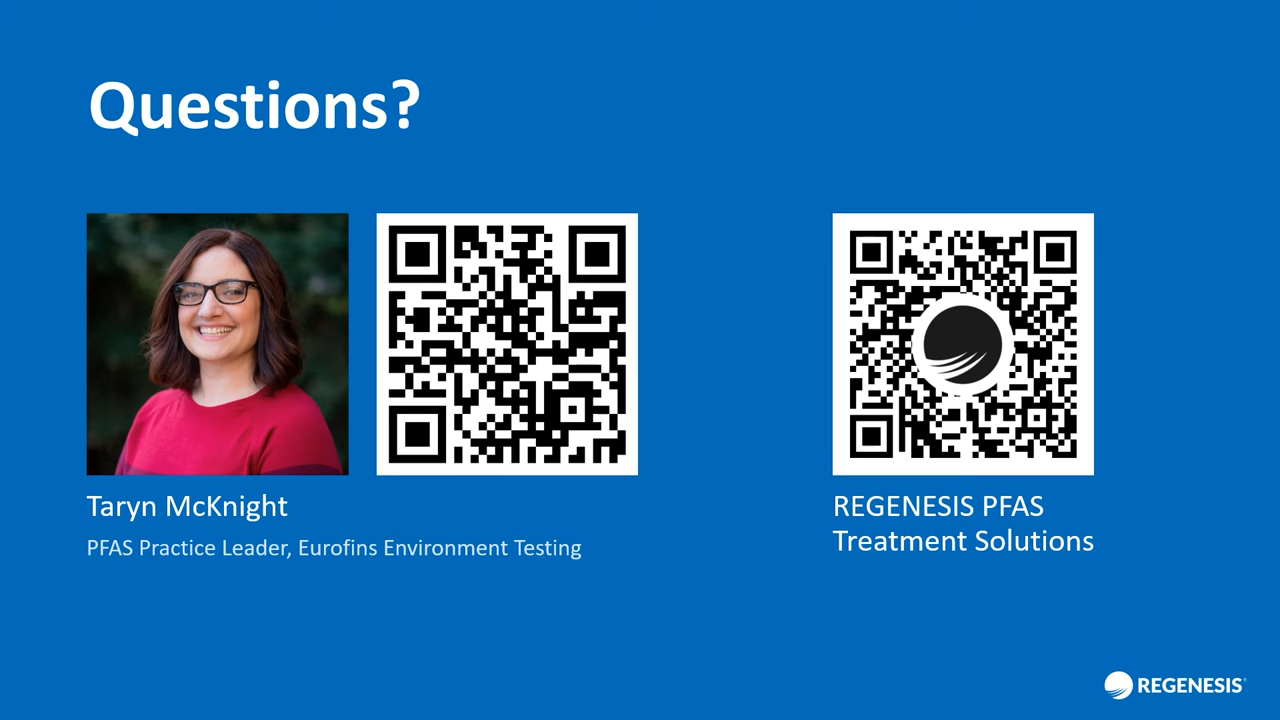 Questions?
Taryn McKnight
PFAS Practice Leader, Eurofins Environment Testing
REGENESIS PFAS
Treatment Solutions
REGENESIS